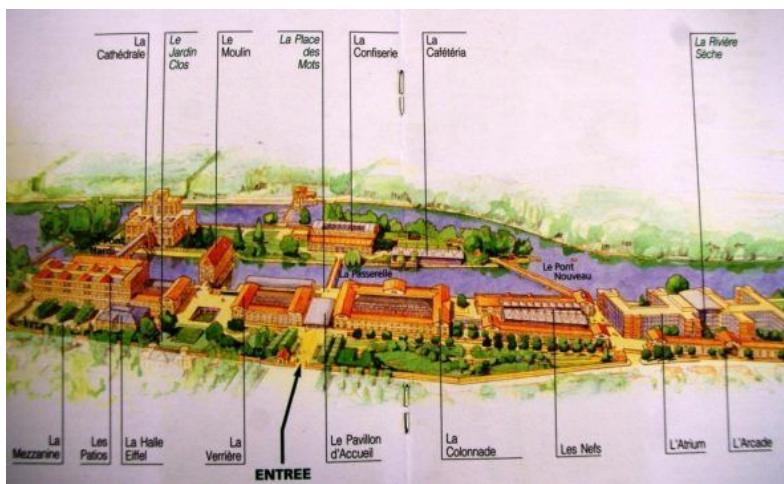 La
Cathédrale
Le
Jardin
Clos
Le
Moulin
La Place
des
Mots
La
Confiserie
La
Cafétéria
La Rivière
Sèche
La Passerelle
Le Pont
Nouveau
La
Mezzanine
Les
Patios
La Halle
Eiffel
La
Verrière
ENTREE
Le Pavillon
d'Accueil
La
Colonnade
Les Nefs
L'Atrium
L'Arcade